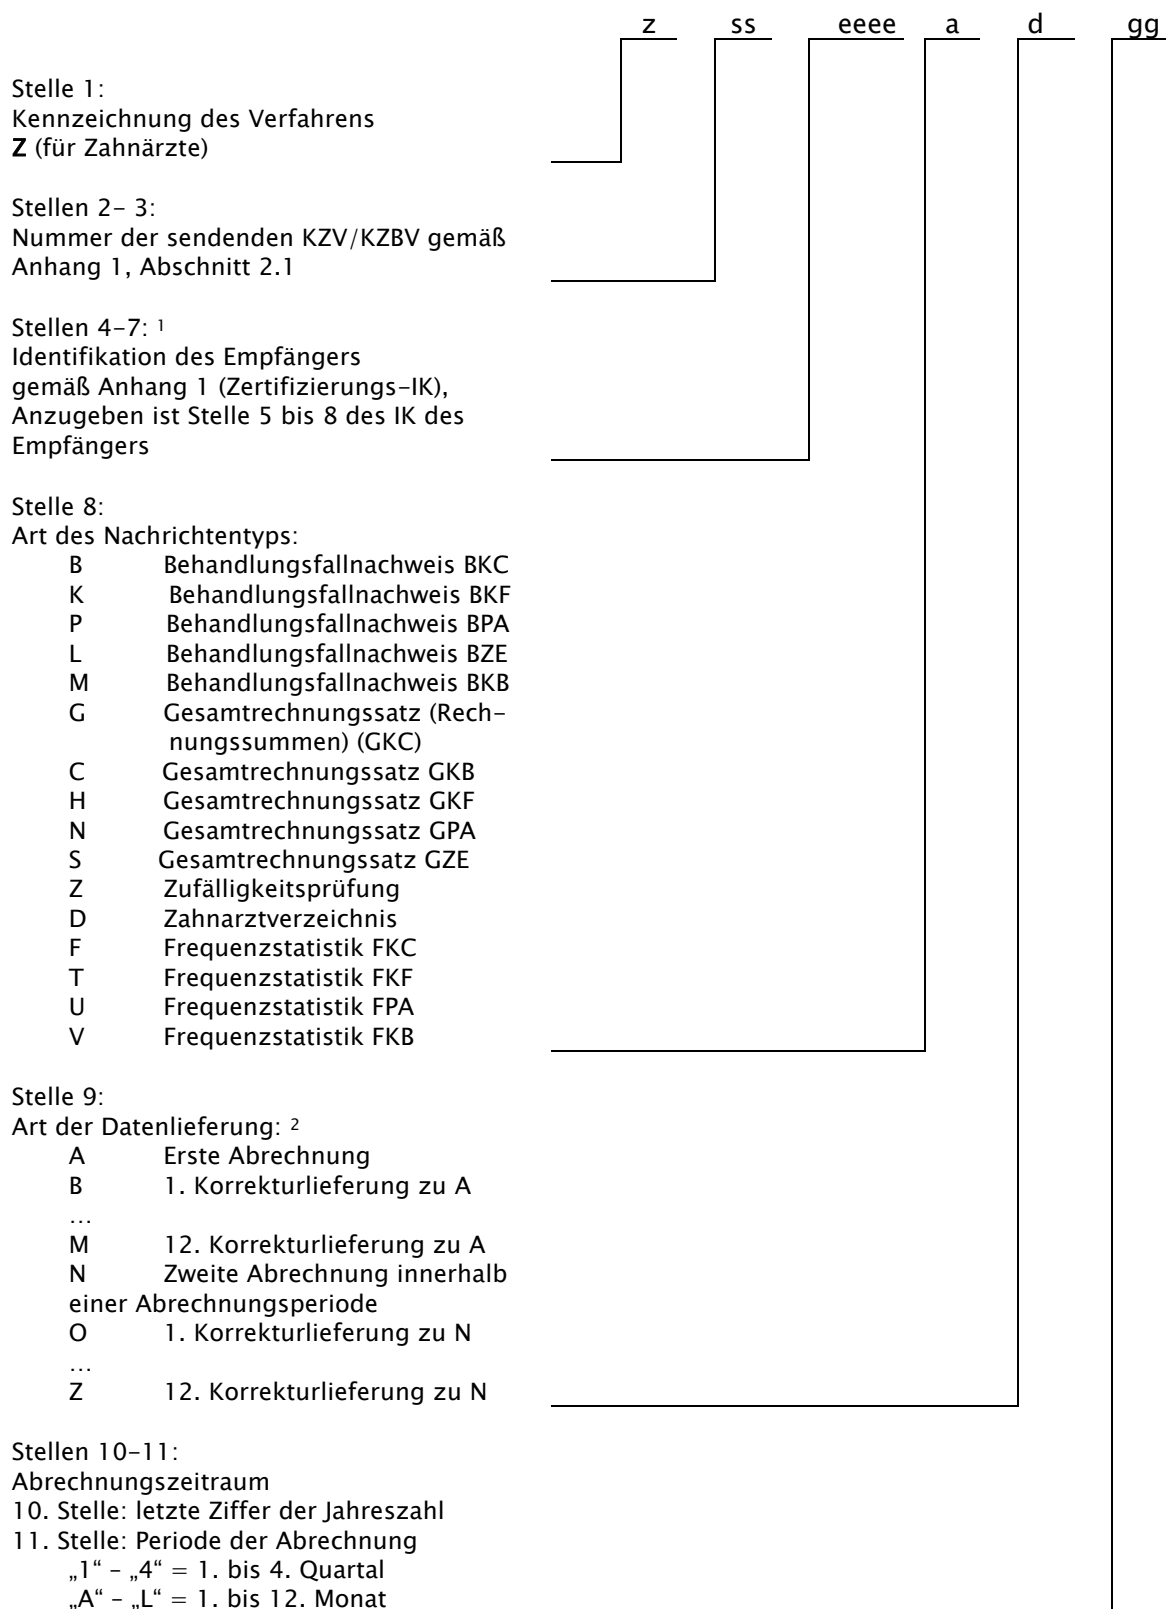 z ss eeee a d gg
Stelle 1:
Kennzeichnung des Verfahrens
Z (für Zahnärzte)
Stellen 2- 3:
Nummer der sendenden KZV/KZBV gemäß
Anhang 1, Abschnitt 2.1
Stellen 4-7: 1
Identifikation des Empfängers
gemäß Anhang 1 (Zertifizierungs-IK),
Anzugeben ist Stelle 5 bis 8 des IK des
Empfängers
Stelle 8:
Art des Nachrichtentyps:
B Behandlungsfallnachweis BKC
K Behandlungsfallnachweis BKF
P Behandlungsfallnachweis BPA
L Behandlungsfallnachweis BZE
M Behandlungsfallnachweis BKB
G Gesamtrechnungssatz (Rech-
nungssummen) (GKC)
C Gesamtrechnungssatz GKB
H Gesamtrechnungssatz GKF
N Gesamtrechnungssatz GPA
S Gesamtrechnungssatz GZE
Z Zufälligkeitsprüfung
D Zahnarztverzeichnis
F Frequenzstatistik FKC
T Frequenzstatistik FKF
U Frequenzstatistik FPA
V Frequenzstatistik FKB
Stelle 9:
Art der Datenlieferung: 2
A Erste Abrechnung
B 1. Korrekturlieferung zu A
…
M 12. Korrekturlieferung zu A
N Zweite Abrechnung innerhalb
einer Abrechnungsperiode
O 1. Korrekturlieferung zu N
…
Z 12. Korrekturlieferung zu N
Stellen 10-11:
Abrechnungszeitraum
10. Stelle: letzte Ziffer der Jahreszahl
11. Stelle: Periode der Abrechnung
„1“ – „4“ = 1. bis 4. Quartal
„A“ – „L“ = 1. bis 12. Monat